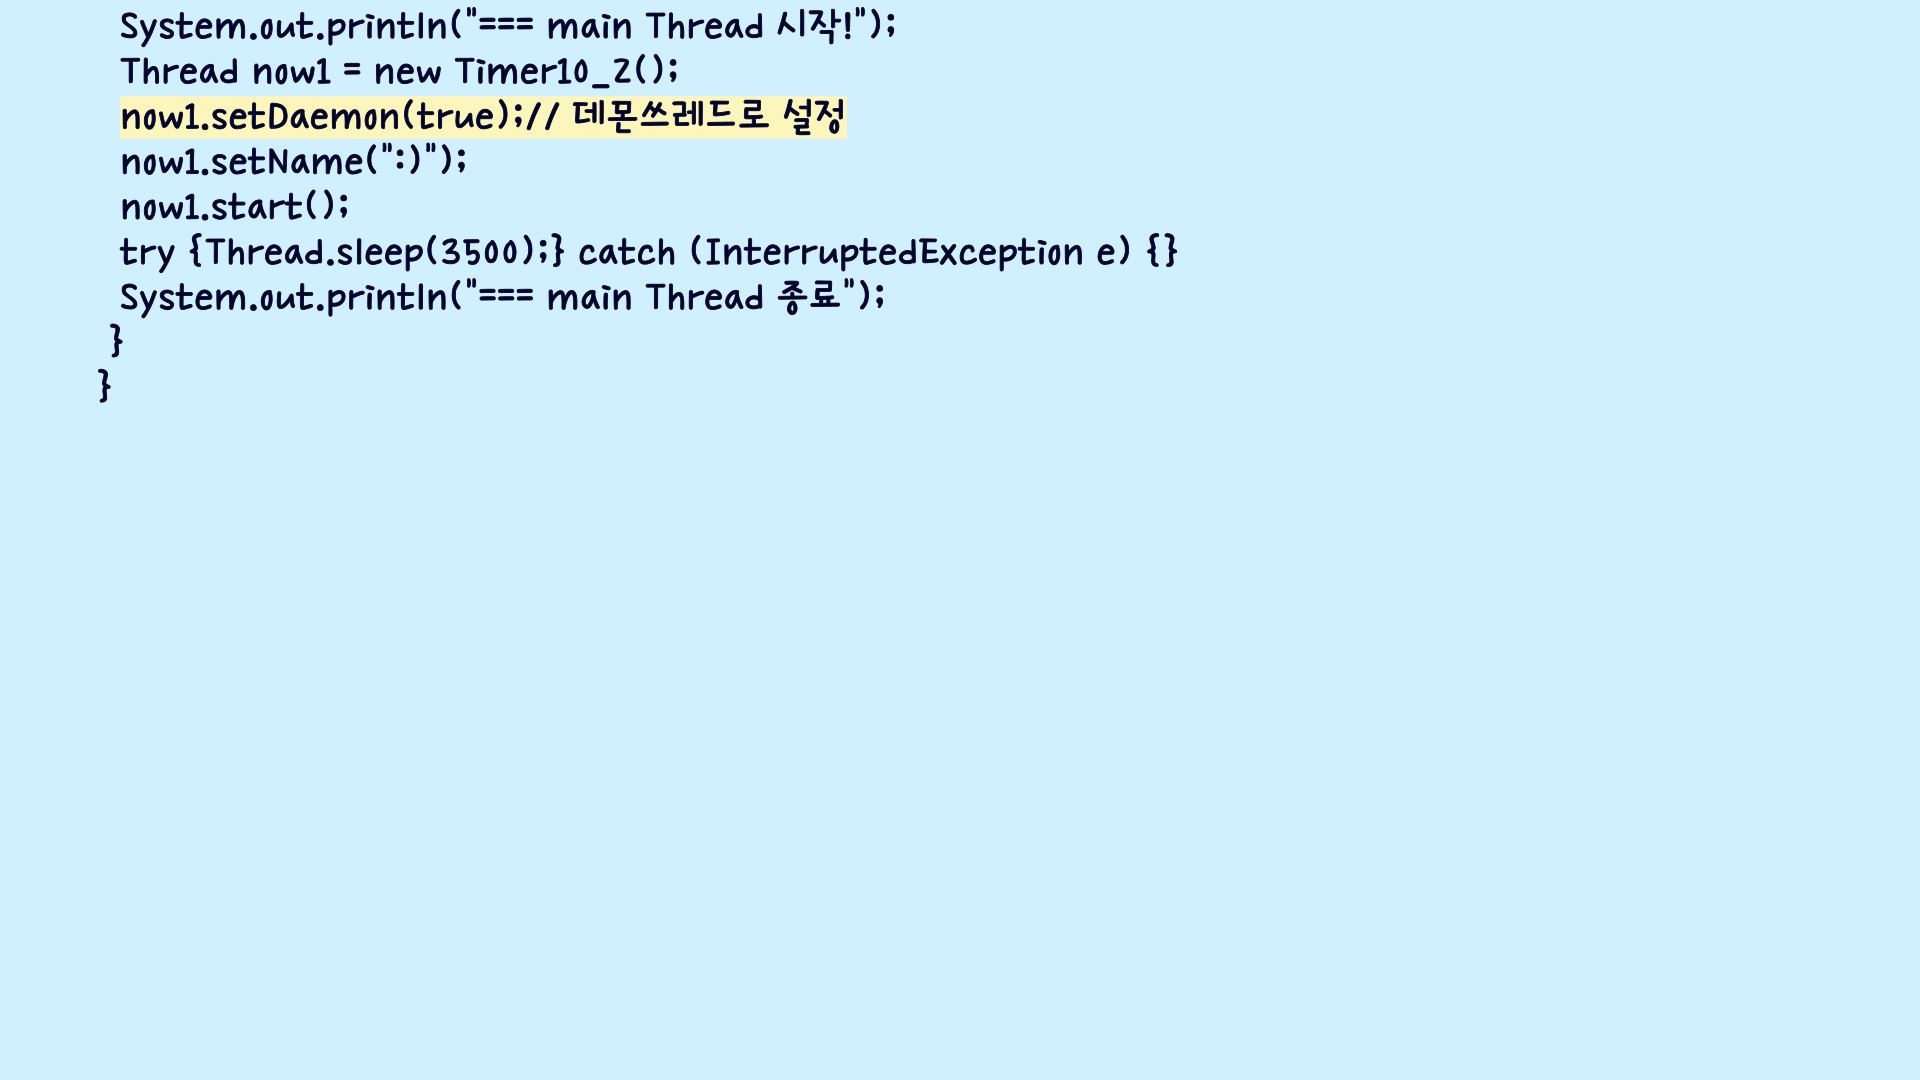 System.out.println("=== main Thread 시작!");
Thread now1 = new Timer10_2();
now1.setDaemon(true);// 데몬쓰레드로 설정
now1.setName(":)");
now1.start();
try {Thread.sleep(3500);} catch (InterruptedException e) {}
System.out.println("=== main Thread 종료");
}
}